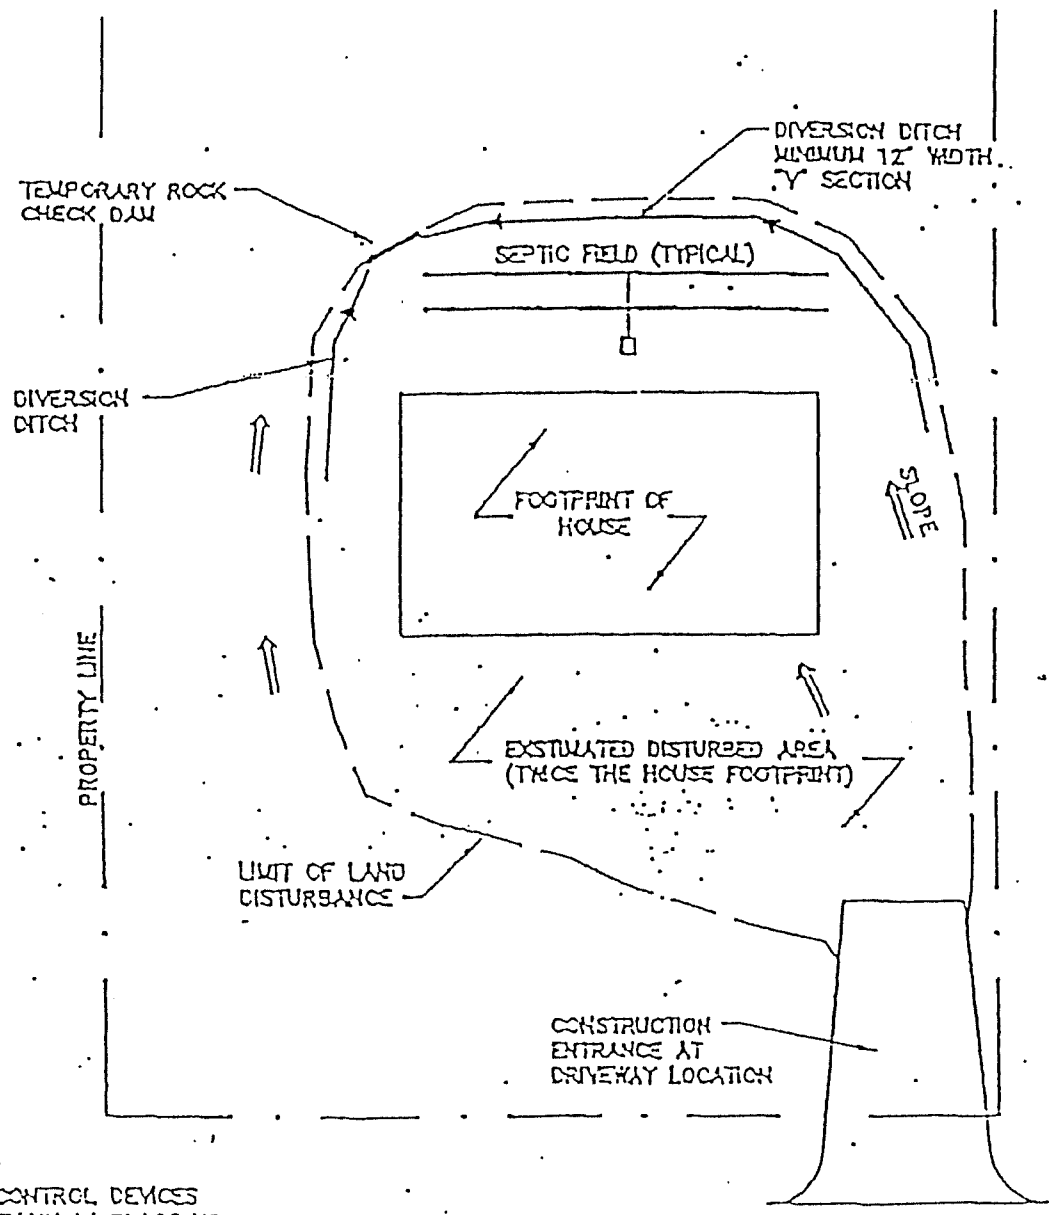 DIVERSION DITCH
MINIMUM 12" WIDTH
"V" SECTION
TEMPORARY ROCK
CHECK DAM
SEPTIC FIELD (TYPICAL)
DIVERSION
DITCH
SLOPE
FOOTPRINT OF
HOUSE
PROPERTY LINE
EXSTIMATED DISTURBED AREA
(TWICE THE HOUSE FOOTPRINT)
LIMIT OF LAND
DISTURBANCE
CONSTRUCTION
ENTRANCE AT
DRIVEWAY LOCATION
CONTROL DEVICES